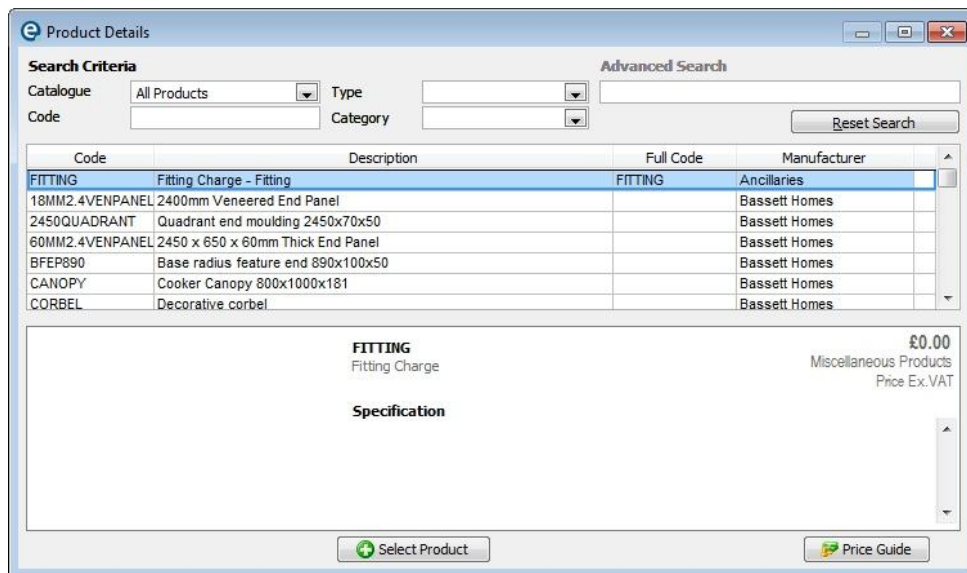 Product Details
Search Criteria Advanced Search
Catalogue All Products Type
Code Category Reset Search
Code Description Full Code Manufacturer
FITTING Fitting Charge - Fitting FITTING Ancillaries
18MM2.4VENPANEL 2400mm Veneered End Panel Bassett Homes
2450QUADRANT Quadrant end moulding 2450x70x50 Bassett Homes
60MM2.4VENPANEL 2450 x 650 x 60mm Thick End Panel Bassett Homes
BFEP890 Base radius feature end 890x100x50 Bassett Homes
CANOPY Cooker Canopy 800x1000x181 Bassett Homes
CORBEL Decorative corbel Bassett Homes
FITTING £0.00
Fitting Charge Miscellaneous Products
Price Ex.VAT
Specification
Select Product Price Guide